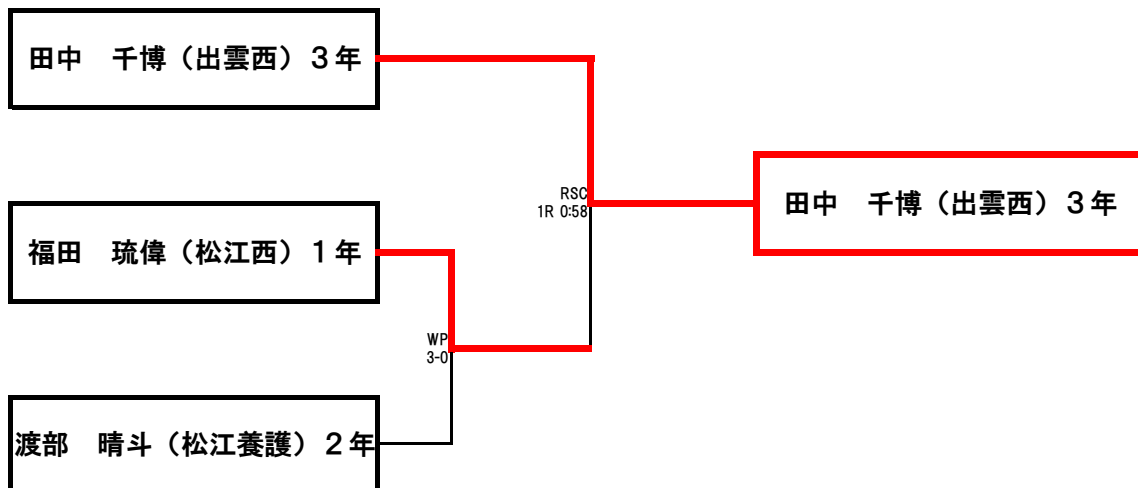 田中　千博（出雲西）３年
RSC
1R 0:58
田中　千博（出雲西）３年
福田　琉偉（松江西）１年
WP
3-0
渡部　晴斗（松江養護）２年